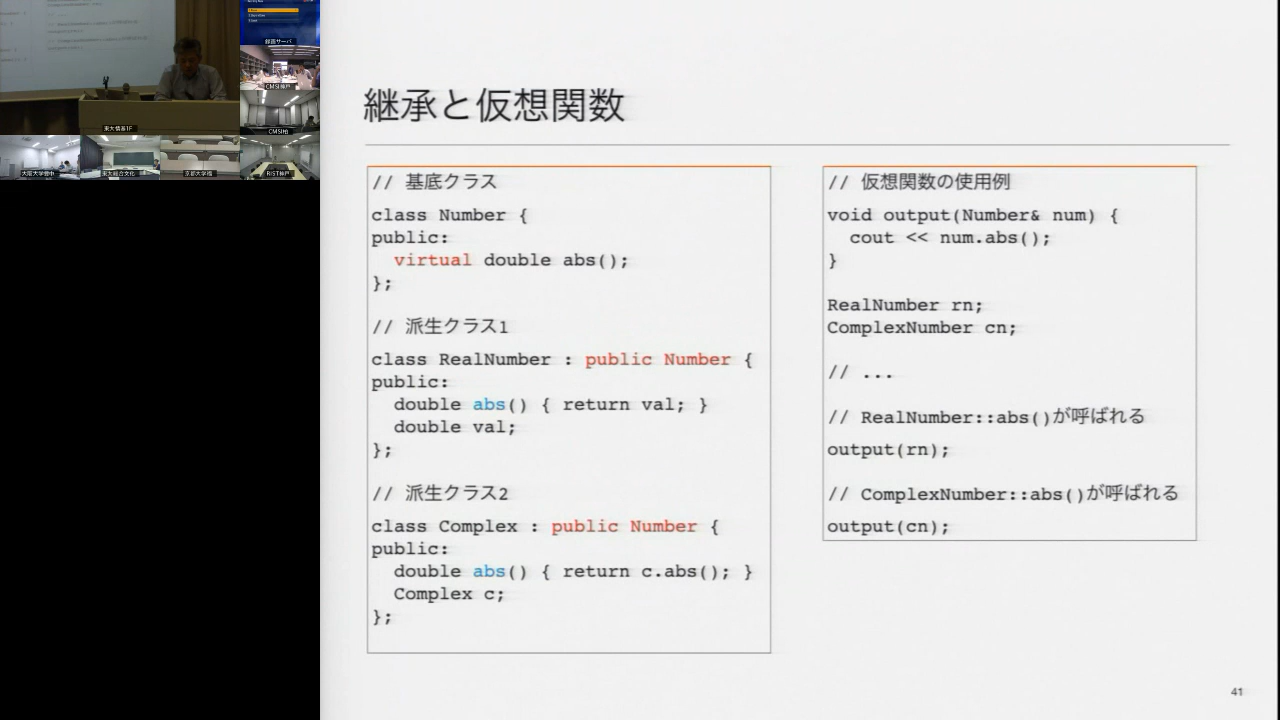 録画サーバ
CMSI神戸
CMSI柏
東大情基1F
大阪大学豊中
東大総合文化
京都大学福
RIST神戸
継承と仮想関数
// 基底クラス
class Number {
public:
virtual double abs();
};
// 派生クラス1
class RealNumber : public Number {
public:
double abs() { return val; }
double val;
};
// 派生クラス2
class Complex : public Number {
public:
double abs() { return c.abs(); }
Complex c;
};
// 仮想関数の使用例
void output(Number& num) {
cout << num.abs();
}
RealNumber rn;
ComplexNumber cn;
// ...
// RealNumber::abs()が呼ばれる
output(rn);
// ComplexNumber::abs()が呼ばれる
output(cn);
41